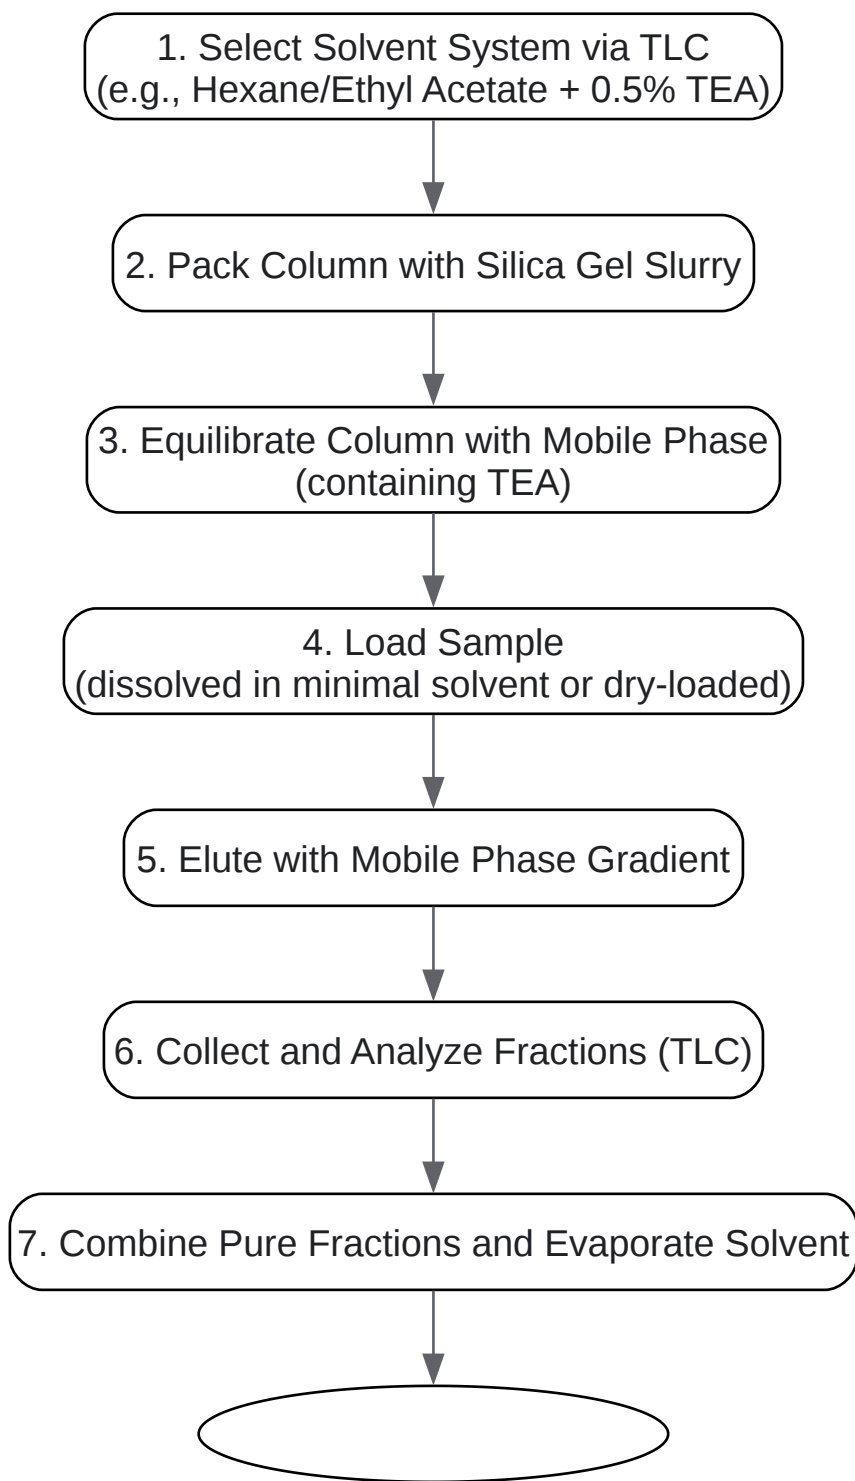 1. Select Solvent System via TLC
(e.g., Hexane/Ethyl Acetate + 0.5% TEA)
2. Pack Column with Silica Gel Slurry
3. Equilibrate Column with Mobile Phase
(containing TEA)
4. Load Sample
(dissolved in minimal solvent or dry-loaded)
5. Elute with Mobile Phase Gradient
6. Collect and Analyze Fractions (TLC)
7. Combine Pure Fractions and Evaporate Solvent